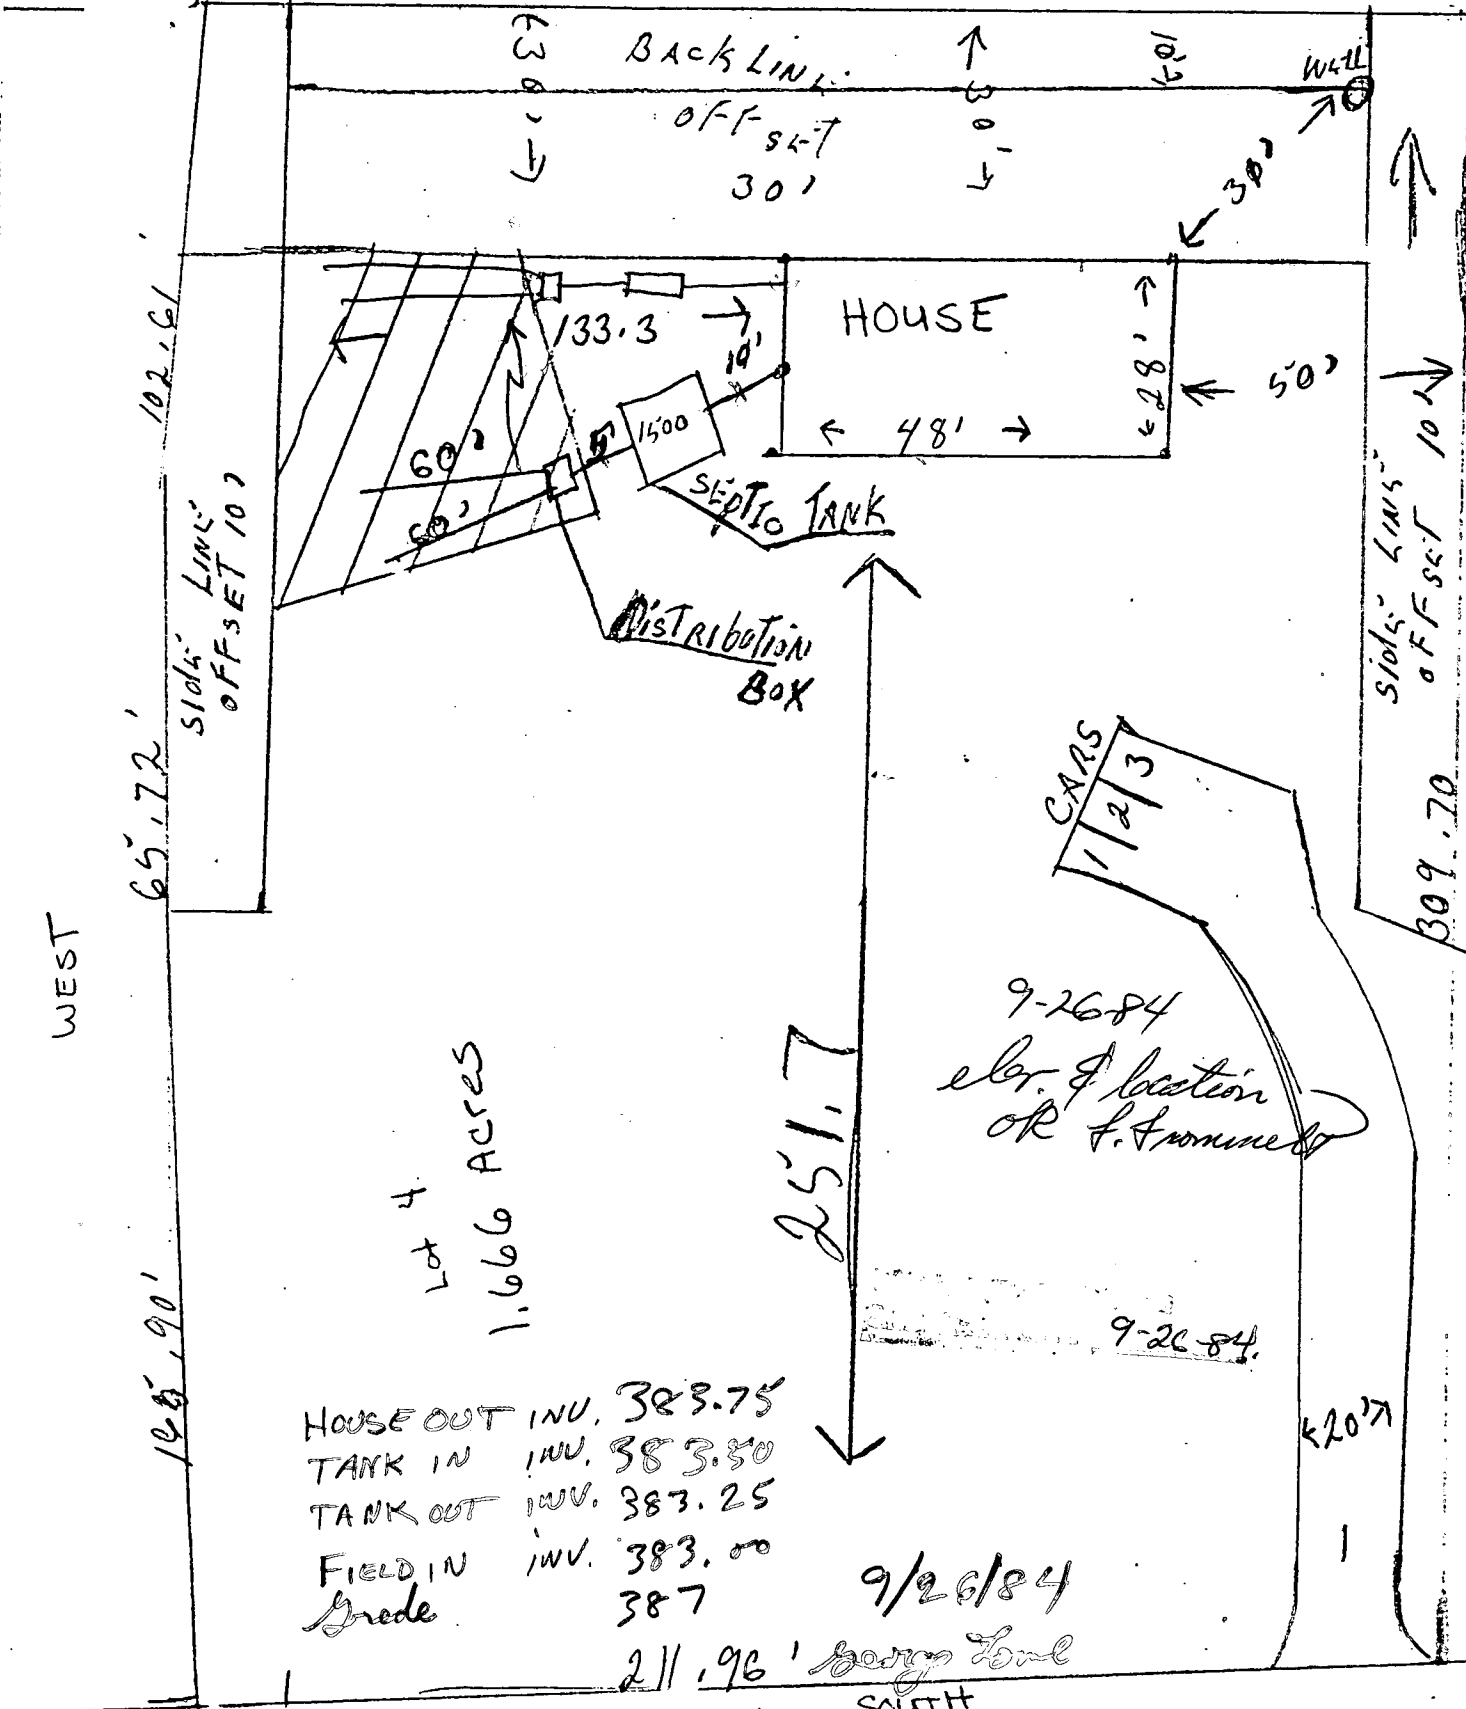 BACK LINE
OFFSET
30'
30'
30'
10'
WELL
30'
102.61'
133.3
HOUSE
10'
28'
50'
48'
1500
5'
60'
60'
SEPTIC TANK
DISTRIBUTION
BOX
SIDE LINE
OFFSET 10'
SIDE LINE
OFFSET 10'
65.72'
CARS
1 2 3
309.70
WEST
9-26-84
elev. & location
OK
251.7
Lot 4
1.666 Acres
9-26-84.
20'
HOUSE OUT INV. 383.75
TANK IN INV. 383.50
TANK OUT INV. 383.25
FIELD IN INV. 383.00
Grade 387
9/26/84
211.96'
SOUTH